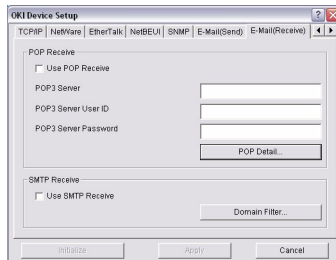 OKI Device Setup
TCP/IP NetWare EtherTalk NetBEUI SNMP E-Mail(Send) E-Mail(Receive)
POP Receive
Use POP Receive
POP3 Server
POP3 Server User ID
POP3 Server Password
POP Detail...
SMTP Receive
Use SMTP Receive
Domain Filter...
Initialize Apply Cancel